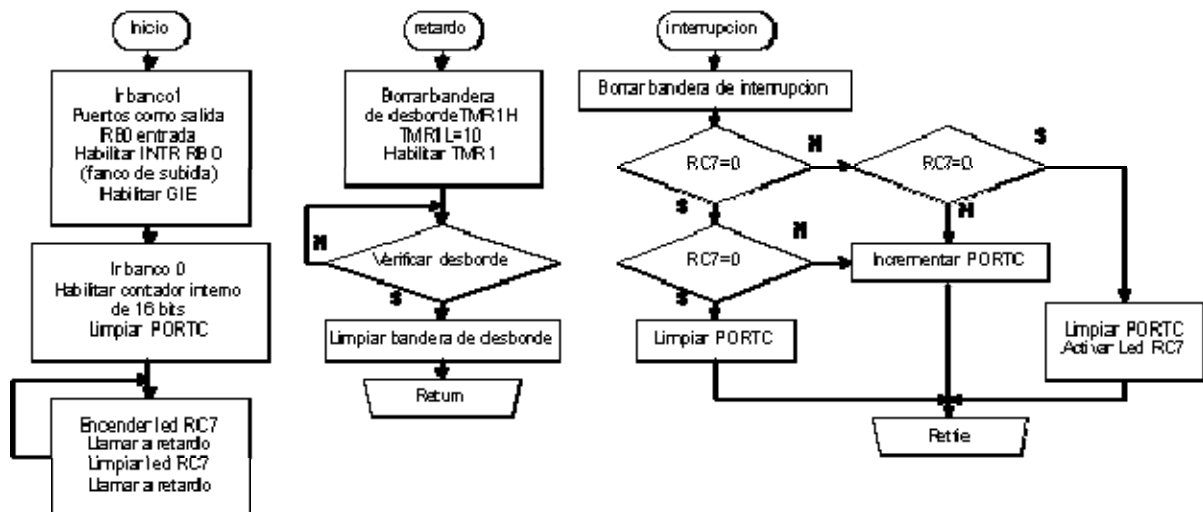 Inicio
Ir banco1
Puertos como salida
RB0 entrada
Habilitar INTR RB0
(fanco de subida)
Habilitar GIE
Ir banco 0
Habilitar contador interno
de 16 bits
Limpiar PORTC
Encender led RC7
Llamar a retardo
Limpiar led RC7
Llamar a retardo
retardo
Borrar bandera
de desborde TMR1H
TMR1L=10
Habilitar TMR1
Verificar desborde
N
S
Limpiar bandera de desborde
Return
interrupcion
Borrar bandera de interrupcion
RC7=0
N
S
RC7=0
S
N
RC7=0
N
Incrementar PORTC
Limpiar PORTC
Limpiar PORTC
Activar Led RC7
Retfie